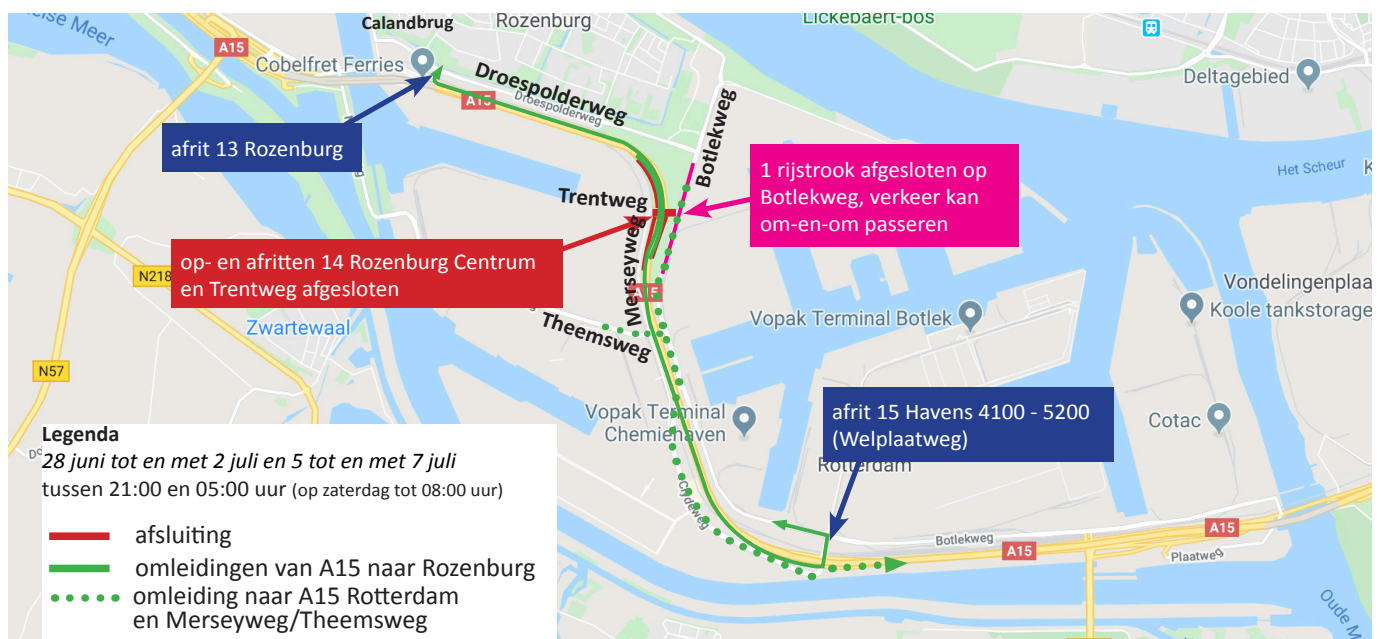 else Meer
Calandbrug
Rozenburg
Lickebaert-bos
A15
Cobelfret Ferries
Deltagebied
Droespolderweg
Droespolderweg
A15
Botlekweg
afrit 13 Rozenburg
Het Scheur
1 rijstrook afgesloten op
Botlekweg, verkeer kan
om-en-om passeren
Trentweg
Merseyweg
op- en afritten 14 Rozenburg Centrum
en Trentweg afgesloten
N218
A15
Vondelingenplaa
Koole tankstorage
Zwartewaal
Theemsweg
Vopak Terminal Botlek
N57
Vopak Terminal
Chemiehaven
afrit 15 Havens 4100 - 5200
(Welplaatweg)
Cotac
Rotterdam
Legenda
28 juni tot en met 2 juli en 5 tot en met 7 juli
tussen 21:00 en 05:00 uur (op zaterdag tot 08:00 uur)
Clydeweg
afsluiting
omleidingen van A15 naar Rozenburg
omleiding naar A15 Rotterdam
en Merseyweg/Theemsweg
Botlekweg
A15
A15
Plaatweg
Oude M